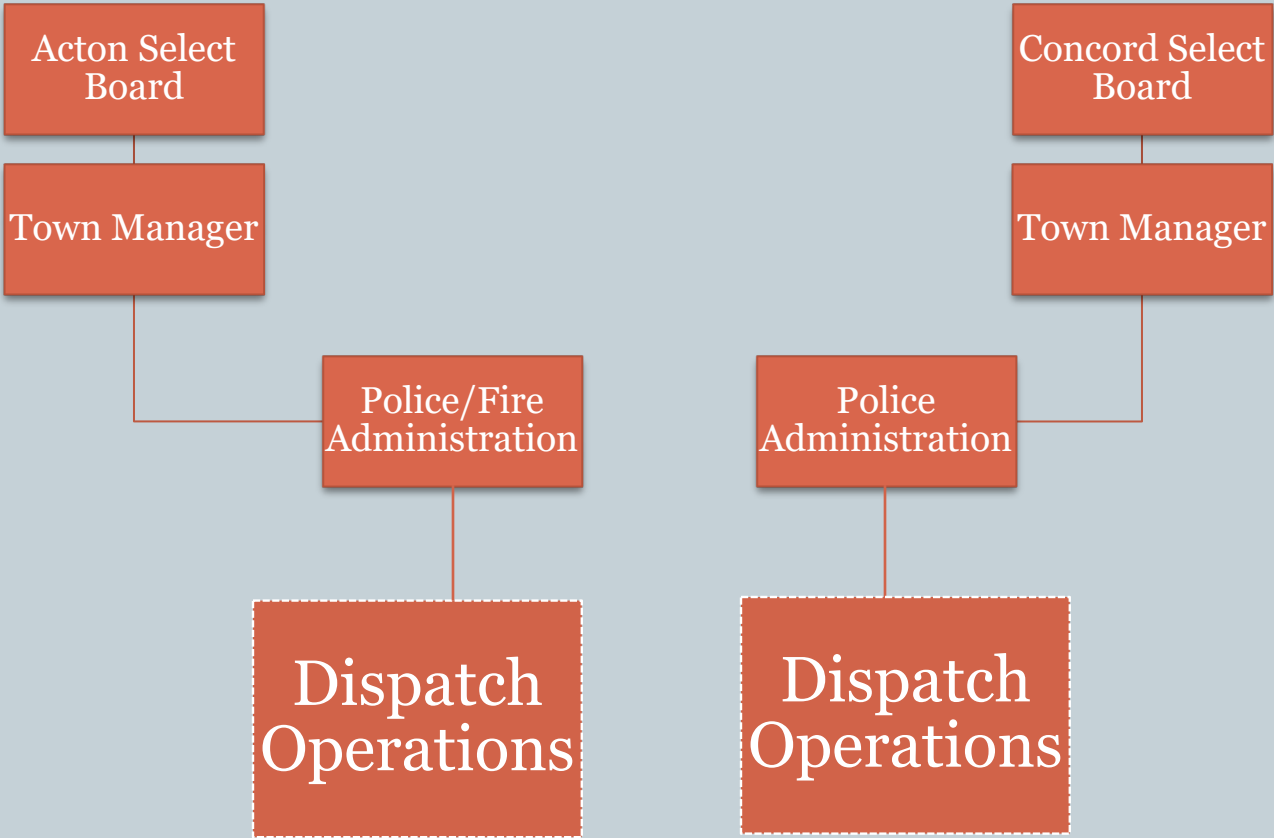 Acton Select
Board
Concord Select
Board
Town Manager
Town Manager
Police/Fire
Administration
Police
Administration
Dispatch
Operations
Dispatch
Operations